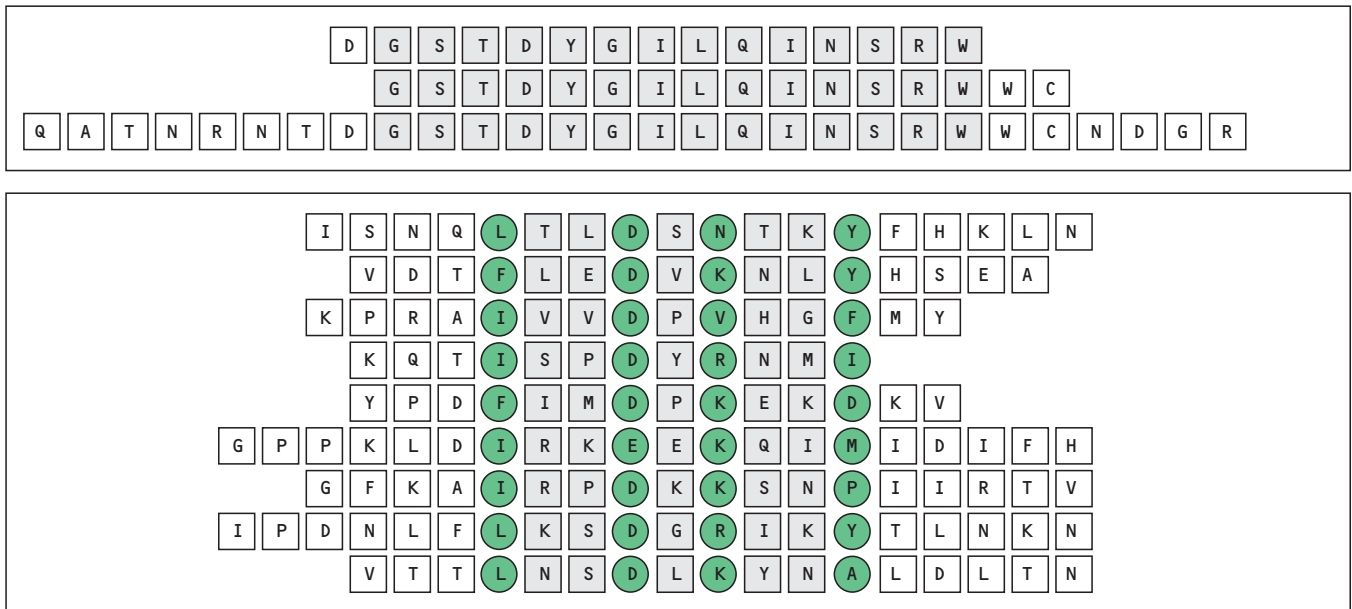 D G S T D Y G I L Q I N S R W
G S T D Y G I L Q I N S R W W C
Q A T N R N T D G S T D Y G I L Q I N S R W W C N D G R
I S N Q L T L D S N T K Y F H K L N
V D T F L E D V K N L Y H S E A
K P R A I V V D P V H G F M Y
K Q T I S P D Y R N M I
Y P D F I M D P K E K D K V
G P P K L D I R K E E K Q I M I D I F H
G F K A I R P D K K S N P I I R T V
I P D N L F L K S D G R I K Y T L N K N
V T T L N S D L K Y N A L D L T N